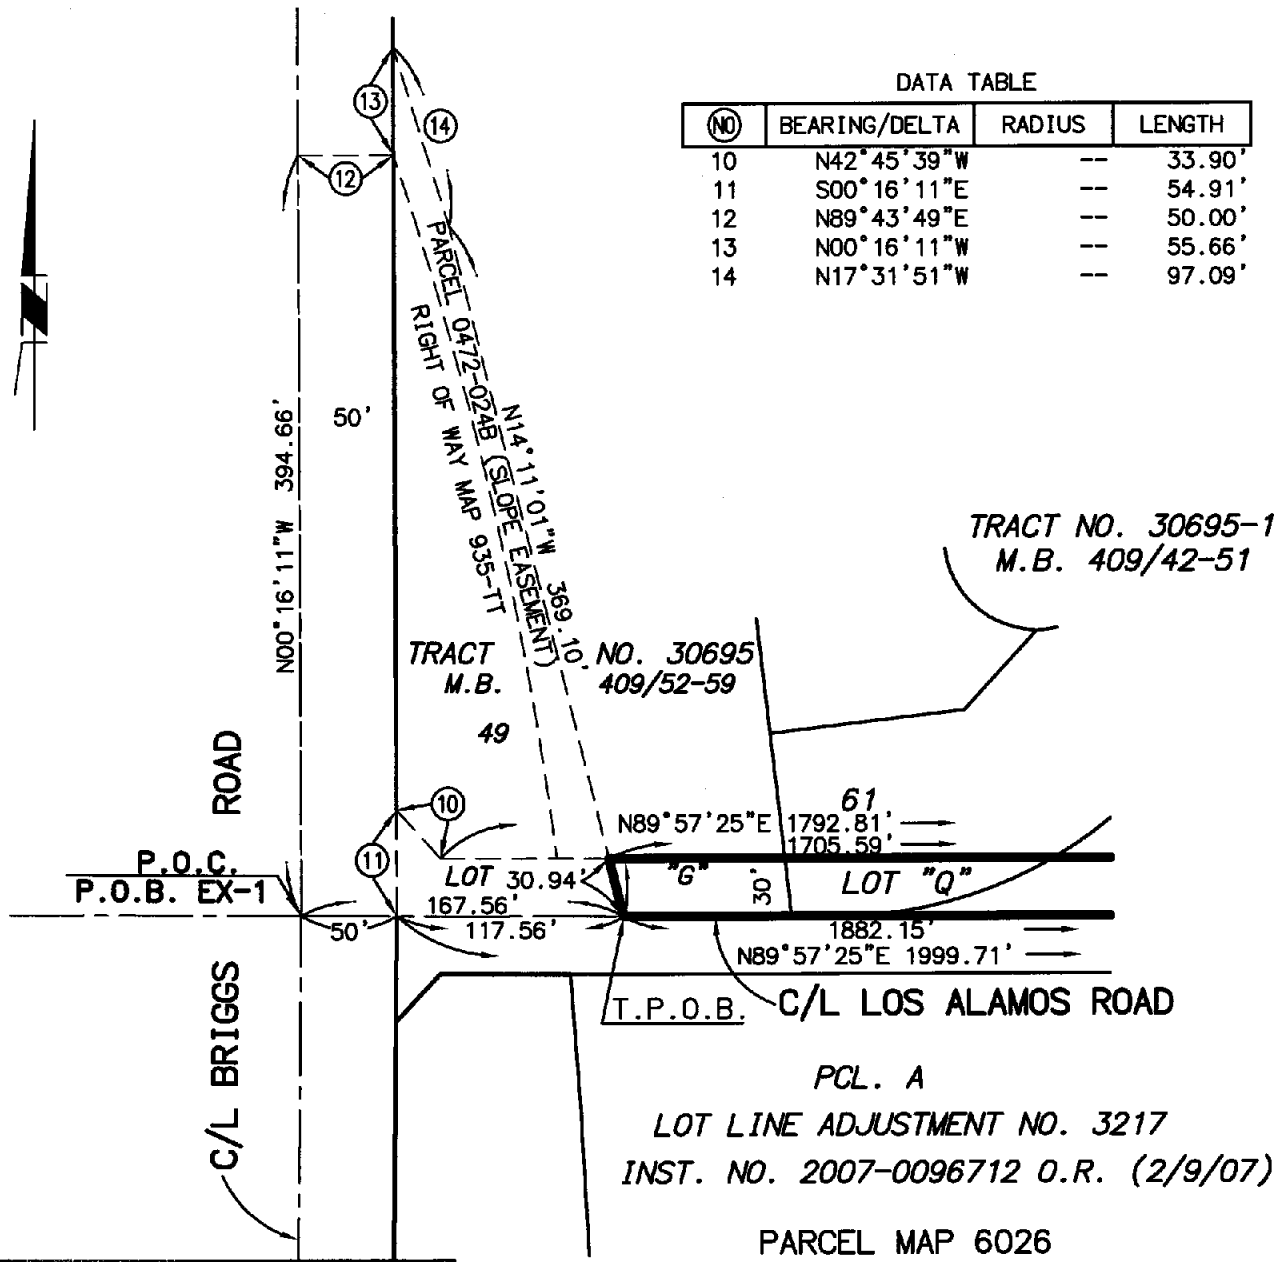 DATA TABLE
NO BEARING/DELTA RADIUS LENGTH
10 N42°45'39"W -- 33.90'
11 S00°16'11"E -- 54.91'
12 N89°43'49"E -- 50.00'
13 N00°16'11"W -- 55.66'
14 N17°31'51"W -- 97.09'
13
14
12
N
50'
N00°16'11"W 394.66'
PARCEL 0472-024B (SLOPE EASEMENT)
RIGHT OF WAY MAP 935-TT
N14°11'01"W 369.10'
TRACT NO. 30695-1
M.B. 409/42-51
TRACT NO. 30695
M.B. 409/52-59
49
10
11
61
N89°57'25"E 1792.81'
1705.59'
P.O.C.
P.O.B. EX-1
LOT "G"
30.94'
30'
LOT "Q"
167.56'
50'
117.56'
1882.15'
N89°57'25"E 1999.71'
T.P.O.B.
C/L LOS ALAMOS ROAD
C/L BRIGGS ROAD
PCL. A
LOT LINE ADJUSTMENT NO. 3217
INST. NO. 2007-0096712 O.R. (2/9/07)
PARCEL MAP 6026